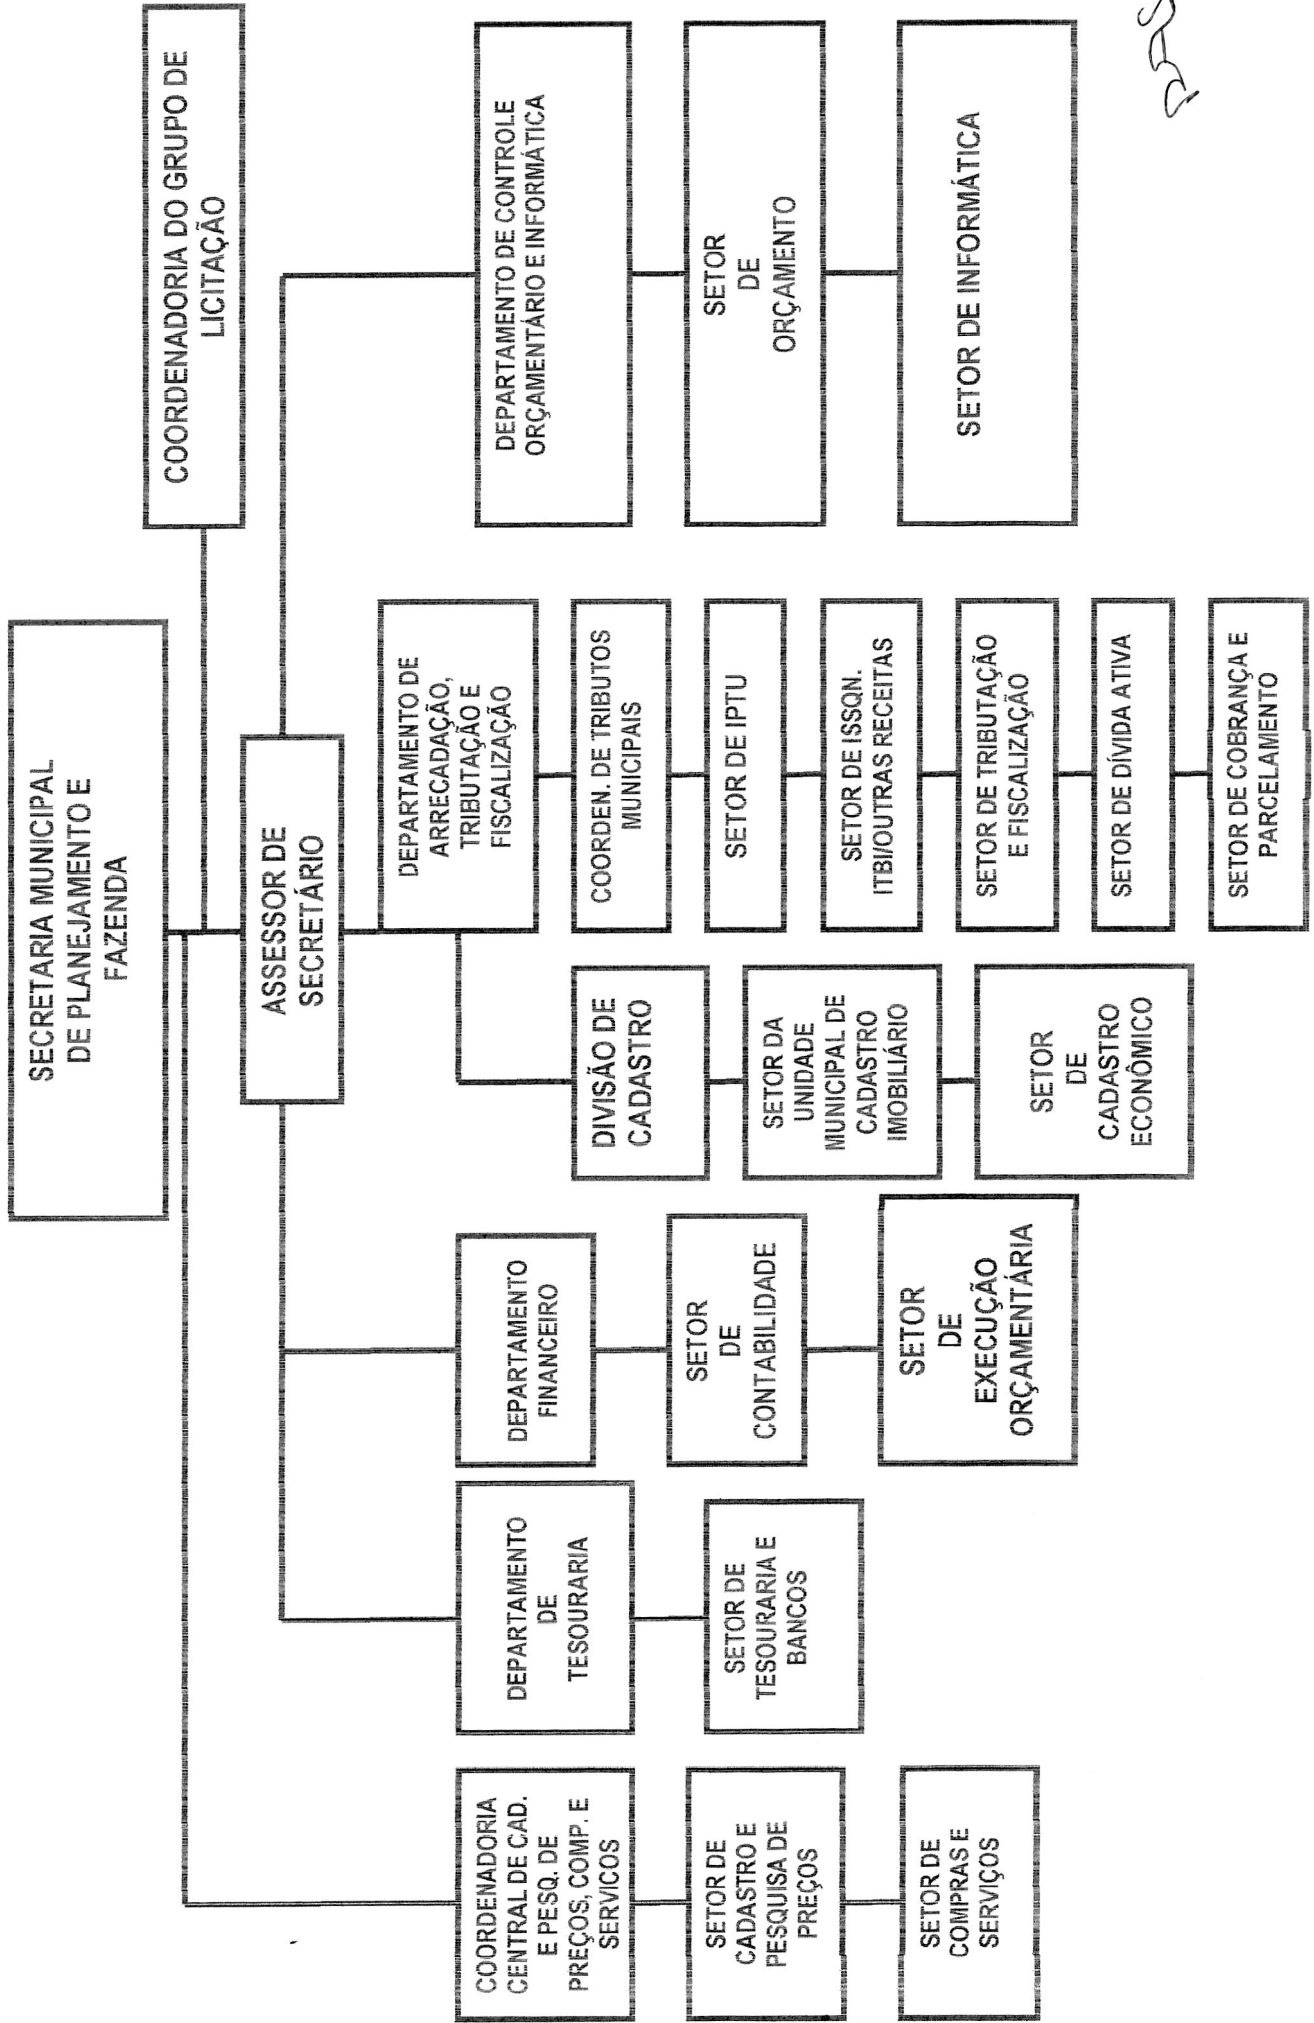 SECRETARIA MUNICIPAL
DE PLANEJAMENTO E
FAZENDA
COORDENADORIA DO GRUPO DE
LICITAÇÃO
ASSESSOR DE
SECRETÁRIO
COORDENADORIA
CENTRAL DE CAD.
E PESQ. DE
PREÇOS, COMP. E
SERVICOS
SETOR DE
CADASTRO E
PESQUISA DE
PREÇOS
SETOR DE
COMPRAS E
SERVIÇOS
DEPARTAMENTO
DE
TESOURARIA
SETOR DE
TESOURARIA E
BANCOS
DEPARTAMENTO
FINANCEIRO
SETOR
DE
CONTABILIDADE
SETOR
DE
EXECUÇÃO
ORÇAMENTÁRIA
DIVISÃO DE
CADASTRO
SETOR DA
UNIDADE
MUNICIPAL DE
CADASTRO
IMOBILIÁRIO
SETOR
DE
CADASTRO
ECONÔMICO
DEPARTAMENTO DE
ARRECADAÇÃO,
TRIBUTAÇÃO E
FISCALIZAÇÃO
COORDEN. DE TRIBUTOS
MUNICIPAIS
SETOR DE IPTU
SETOR DE ISSQN.
ITBI/OUTRAS RECEITAS
SETOR DE TRIBUTAÇÃO
E FISCALIZAÇÃO
SETOR DE DÍVIDA ATIVA
SETOR DE COBRANÇA E
PARCELAMENTO
DEPARTAMENTO DE CONTROLE
ORÇAMENTÁRIO E INFORMÁTICA
SETOR
DE
ORÇAMENTO
SETOR DE INFORMÁTICA